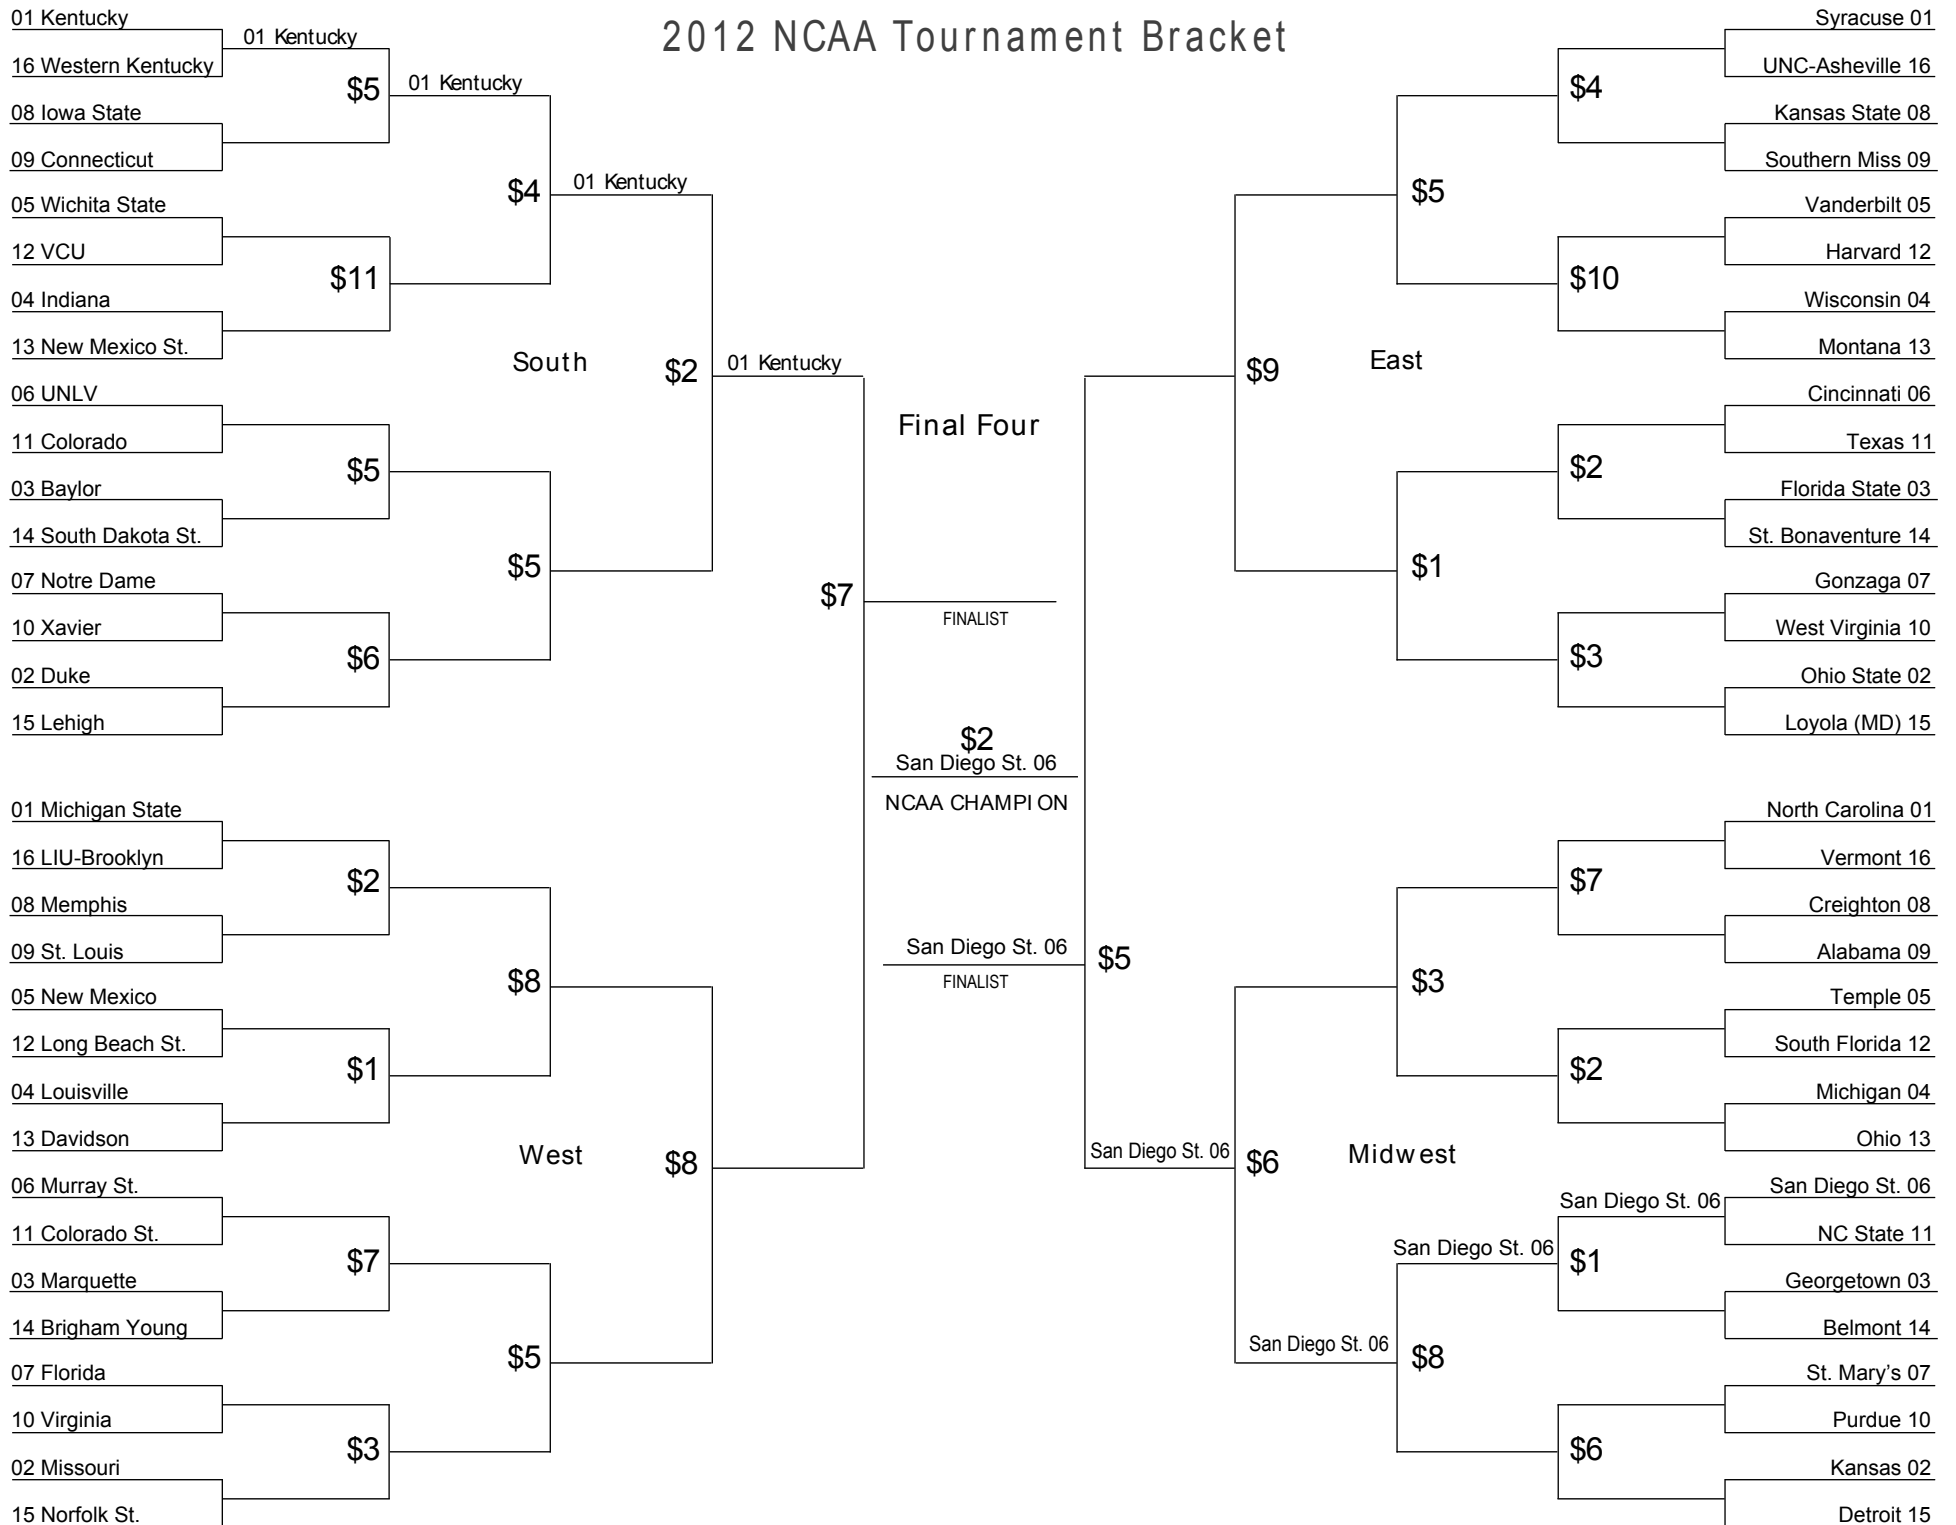 2012 NCAA Tournament Bracket
01 Kentucky
16 Western Kentucky
08 Iowa State
09 Connecticut
05 Wichita State
12 VCU
04 Indiana
13 New Mexico St.
06 UNLV
11 Colorado
03 Baylor
14 South Dakota St.
07 Notre Dame
10 Xavier
02 Duke
15 Lehigh
01 Kentucky
$5
$11
$5
$6
01 Kentucky
$4
$5
01 Kentucky
South
$2
01 Kentucky
01 Michigan State
16 LIU-Brooklyn
08 Memphis
09 St. Louis
05 New Mexico
12 Long Beach St.
04 Louisville
13 Davidson
06 Murray St.
11 Colorado St.
03 Marquette
14 Brigham Young
07 Florida
10 Virginia
02 Missouri
15 Norfolk St.
$2
$1
$7
$3
$8
$5
West
$8
Final Four
$7
FINALIST
$2
San Diego St. 06
NCAA CHAMPION
San Diego St. 06
FINALIST
$5
Syracuse 01
UNC-Asheville 16
Kansas State 08
Southern Miss 09
Vanderbilt 05
Harvard 12
Wisconsin 04
Montana 13
Cincinnati 06
Texas 11
Florida State 03
St. Bonaventure 14
Gonzaga 07
West Virginia 10
Ohio State 02
Loyola (MD) 15
$4
$10
$2
$3
$5
$1
East
$9
North Carolina 01
Vermont 16
Creighton 08
Alabama 09
Temple 05
South Florida 12
Michigan 04
Ohio 13
San Diego St. 06
NC State 11
Georgetown 03
Belmont 14
St. Mary’s 07
Purdue 10
Kansas 02
Detroit 15
San Diego St. 06
$7
$2
$1
$6
San Diego St. 06
$3
$8
San Diego St. 06
Midwest
$6
San Diego St. 06